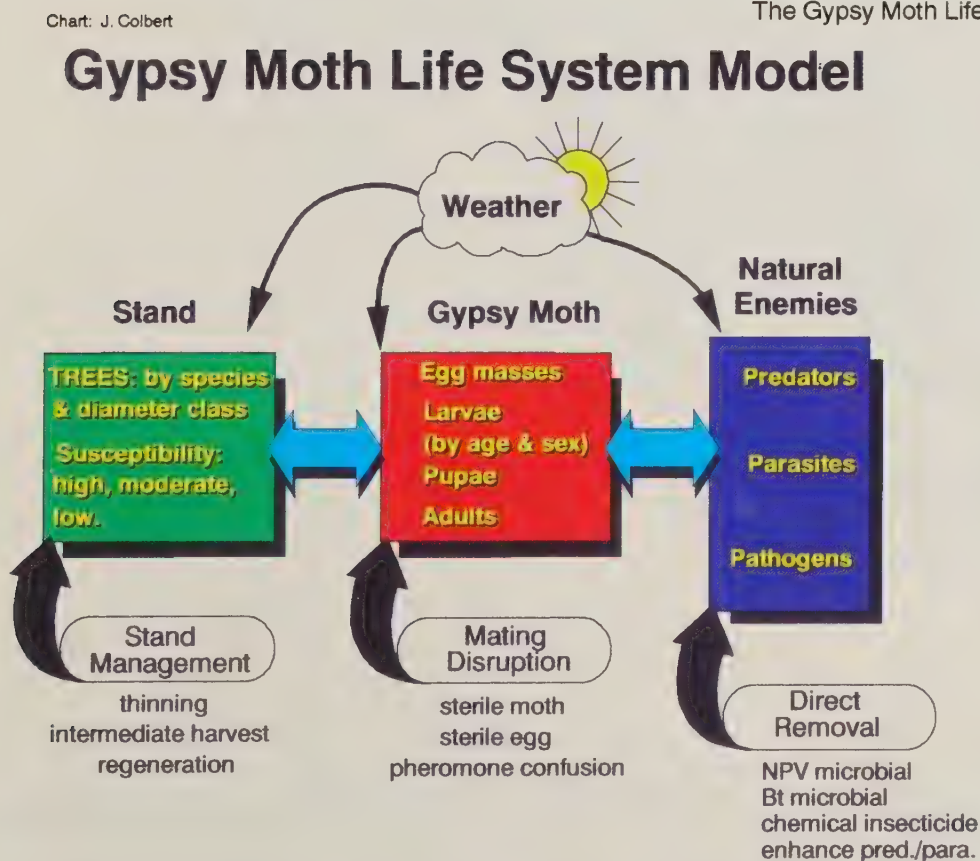 Chart: J. Colbert
The Gypsy Moth Life
Gypsy Moth Life System Model
Weather
Stand
TREES: by species
& diameter class
Susceptibility:
high, moderate,
low.
Gypsy Moth
Egg masses
Larvae
(by age & sex)
Pupae
Adults
Natural
Enemies
Predators
Parasites
Pathogens
Stand
Management
thinning
intermediate harvest
regeneration
Mating
Disruption
sterile moth
sterile egg
pheromone confusion
Direct
Removal
NPV microbial
Bt microbial
chemical insecticide
enhance pred./para.